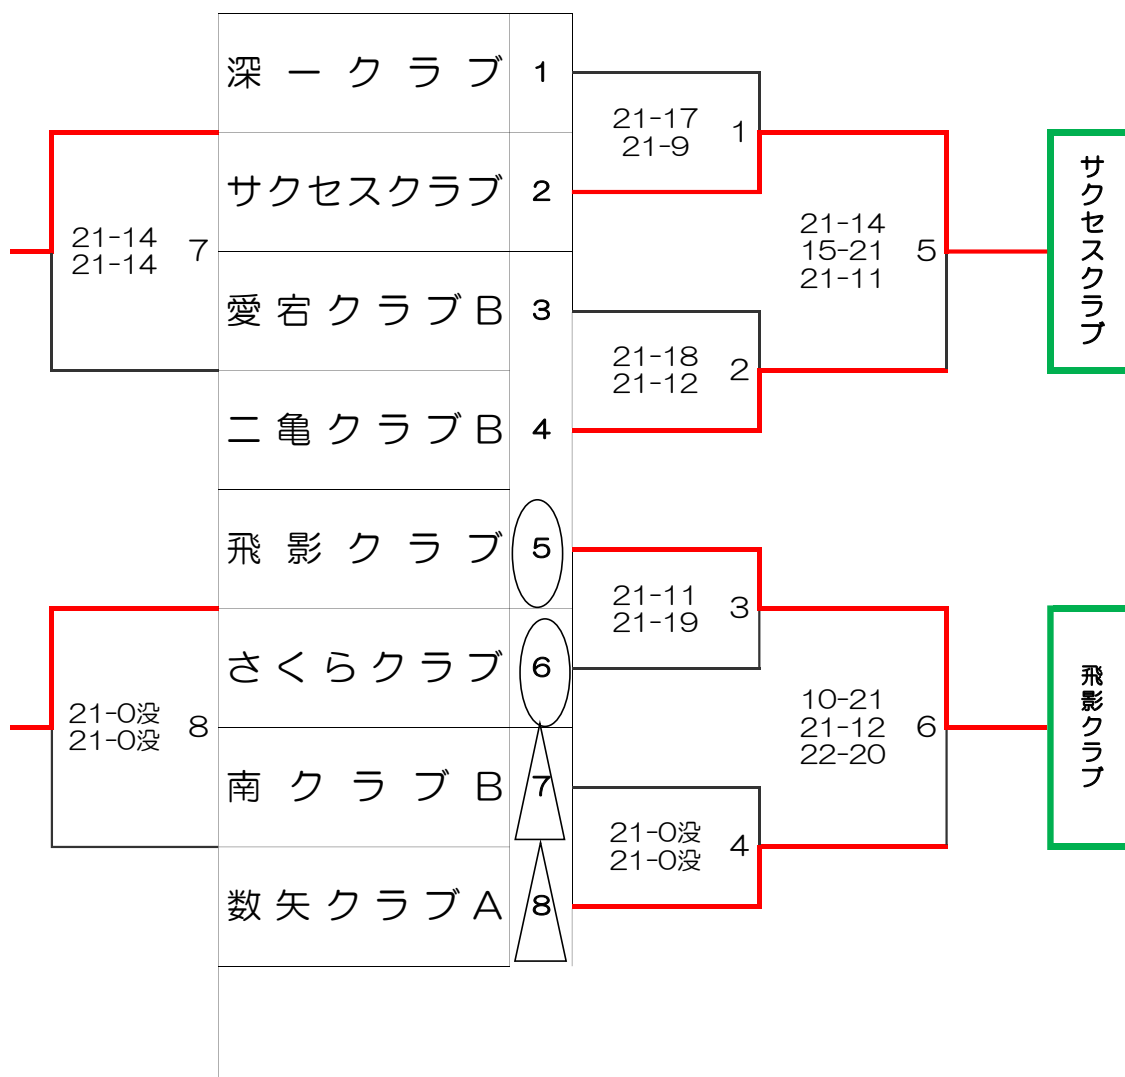 深一クラブ 1
サクセスクラブ 2
愛宕クラブB 3
二亀クラブB 4
飛影クラブ 5
さくらクラブ 6
南クラブB 7
数矢クラブA 8
21-14
21-14
7
21-0没
21-0没
8
21-17
21-9
1
21-18
21-12
2
21-11
21-19
3
21-0没
21-0没
4
21-14
15-21
21-11
5
10-21
21-12
22-20
6
サクセスクラブ
飛影クラブ